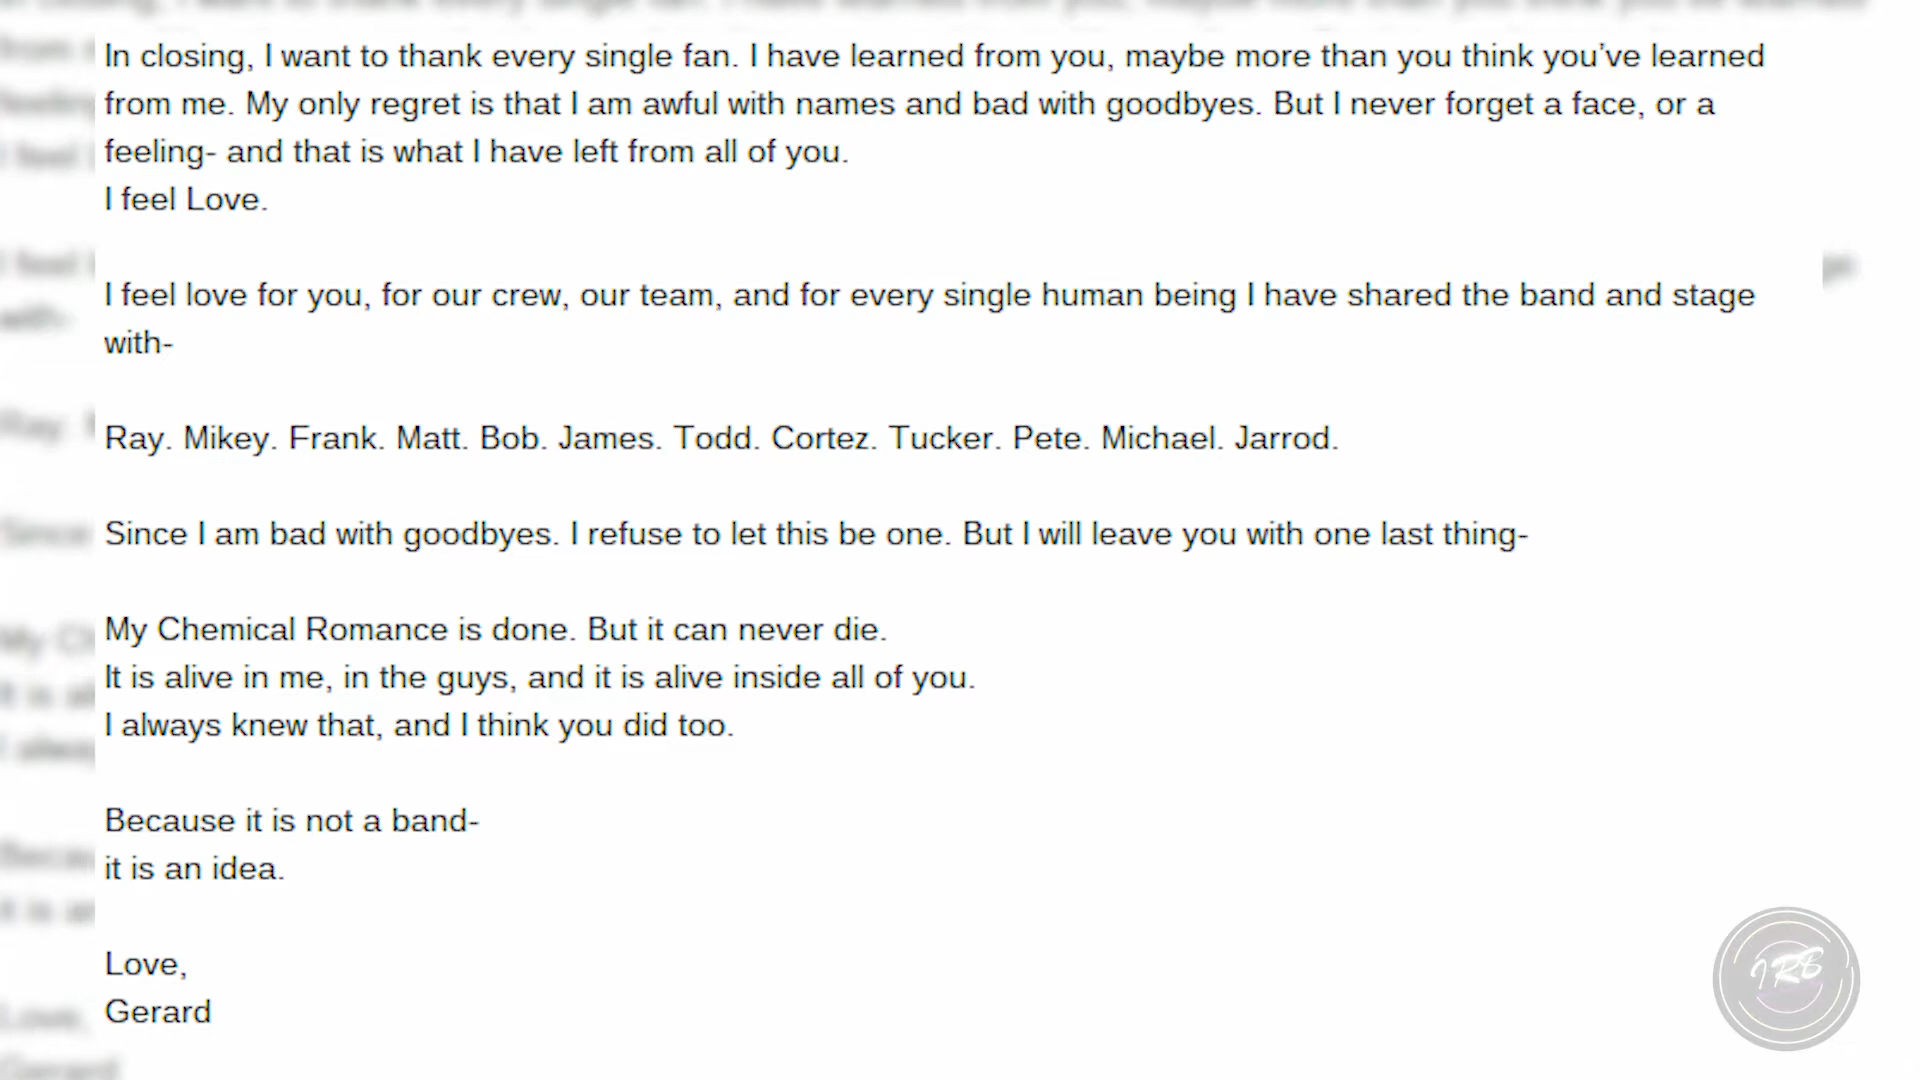 In closing, I want to thank every single fan. I have learned from you, maybe more than you think you’ve learned
from me. My only regret is that I am awful with names and bad with goodbyes. But I never forget a face, or a
feeling- and that is what I have left from all of you.
I feel Love.
I feel love for you, for our crew, our team, and for every single human being I have shared the band and stage
with-
Ray. Mikey. Frank. Matt. Bob. James. Todd. Cortez. Tucker. Pete. Michael. Jarrod.
Since I am bad with goodbyes. I refuse to let this be one. But I will leave you with one last thing-
My Chemical Romance is done. But it can never die.
It is alive in me, in the guys, and it is alive inside all of you.
I always knew that, and I think you did too.
Because it is not a band-
it is an idea.
Love,
Gerard